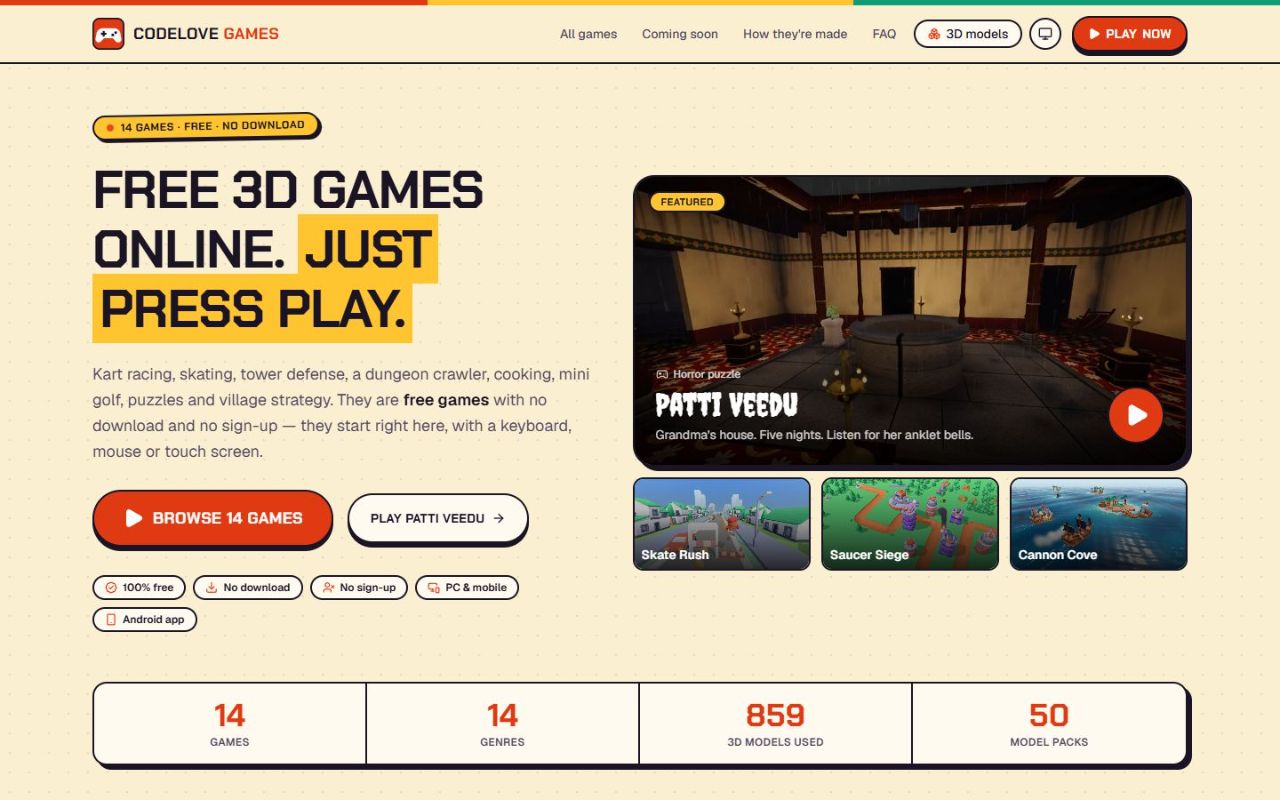 CODELOVE GAMES
All games
Coming soon
How they're made
FAQ
3D models
PLAY NOW
14 GAMES · FREE · NO DOWNLOAD
FREE 3D GAMES
ONLINE. JUST
PRESS PLAY.
Kart racing, skating, tower defense, a dungeon crawler, cooking, mini
golf, puzzles and village strategy. They are free games with no
download and no sign-up — they start right here, with a keyboard,
mouse or touch screen.
BROWSE 14 GAMES
PLAY PATTI VEEDU →
100% free
No download
No sign-up
PC & mobile
Android app
FEATURED
Horror puzzle
PATTI VEEDU
Grandma's house. Five nights. Listen for her anklet bells.
Skate Rush
Saucer Siege
Cannon Cove
14
GAMES
14
GENRES
859
3D MODELS USED
50
MODEL PACKS